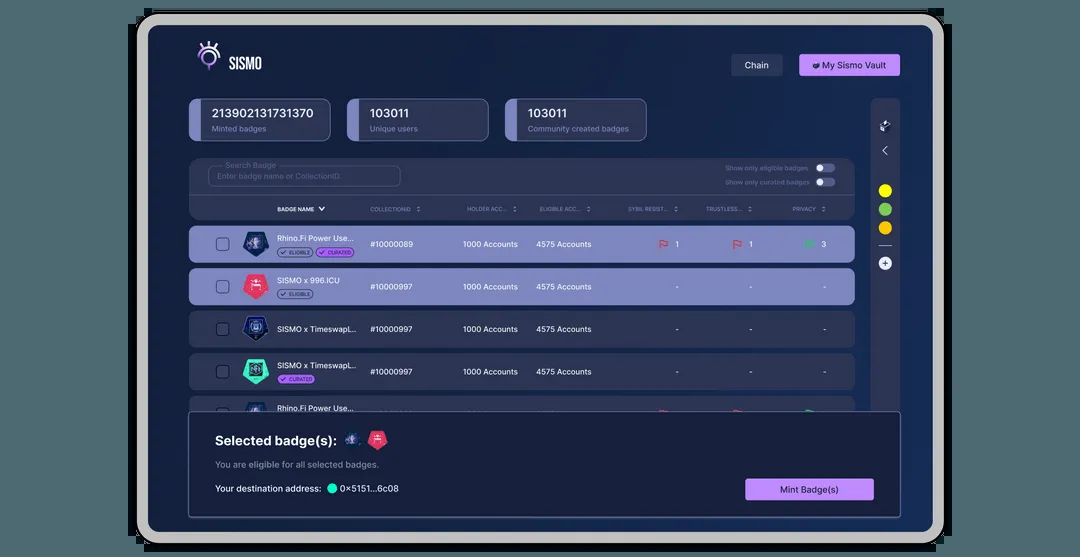 SISMO
Chain
My Sismo Vault
213902131731370
Minted badges
103011
Unique users
103011
Community created badges
Search Badge
Enter badge name or CollectionID.
Show only eligible badges
Show only curated badges
BADGE NAME
COLLECTIONID
HOLDER ACC...
ELIGIBLE ACC...
SYBIL RESIST...
TRUSTLESS...
PRIVACY
Rhino.Fi Power Use...
ELIGIBLE CURATED
#10000089 1000 Accounts 4575 Accounts 1 1 3
SISMO x 996.ICU
ELIGIBLE
#10000997 1000 Accounts 4575 Accounts - - -
SISMO x TimeswapL... #10000997 1000 Accounts 4575 Accounts - - -
SISMO x TimeswapL...
CURATED
#10000997 1000 Accounts 4575 Accounts - - -
Rhino.Fi Power Use...
Selected badge(s):
You are eligible for all selected badges.
Your destination address: 0x5151...6c08
Mint Badge(s)